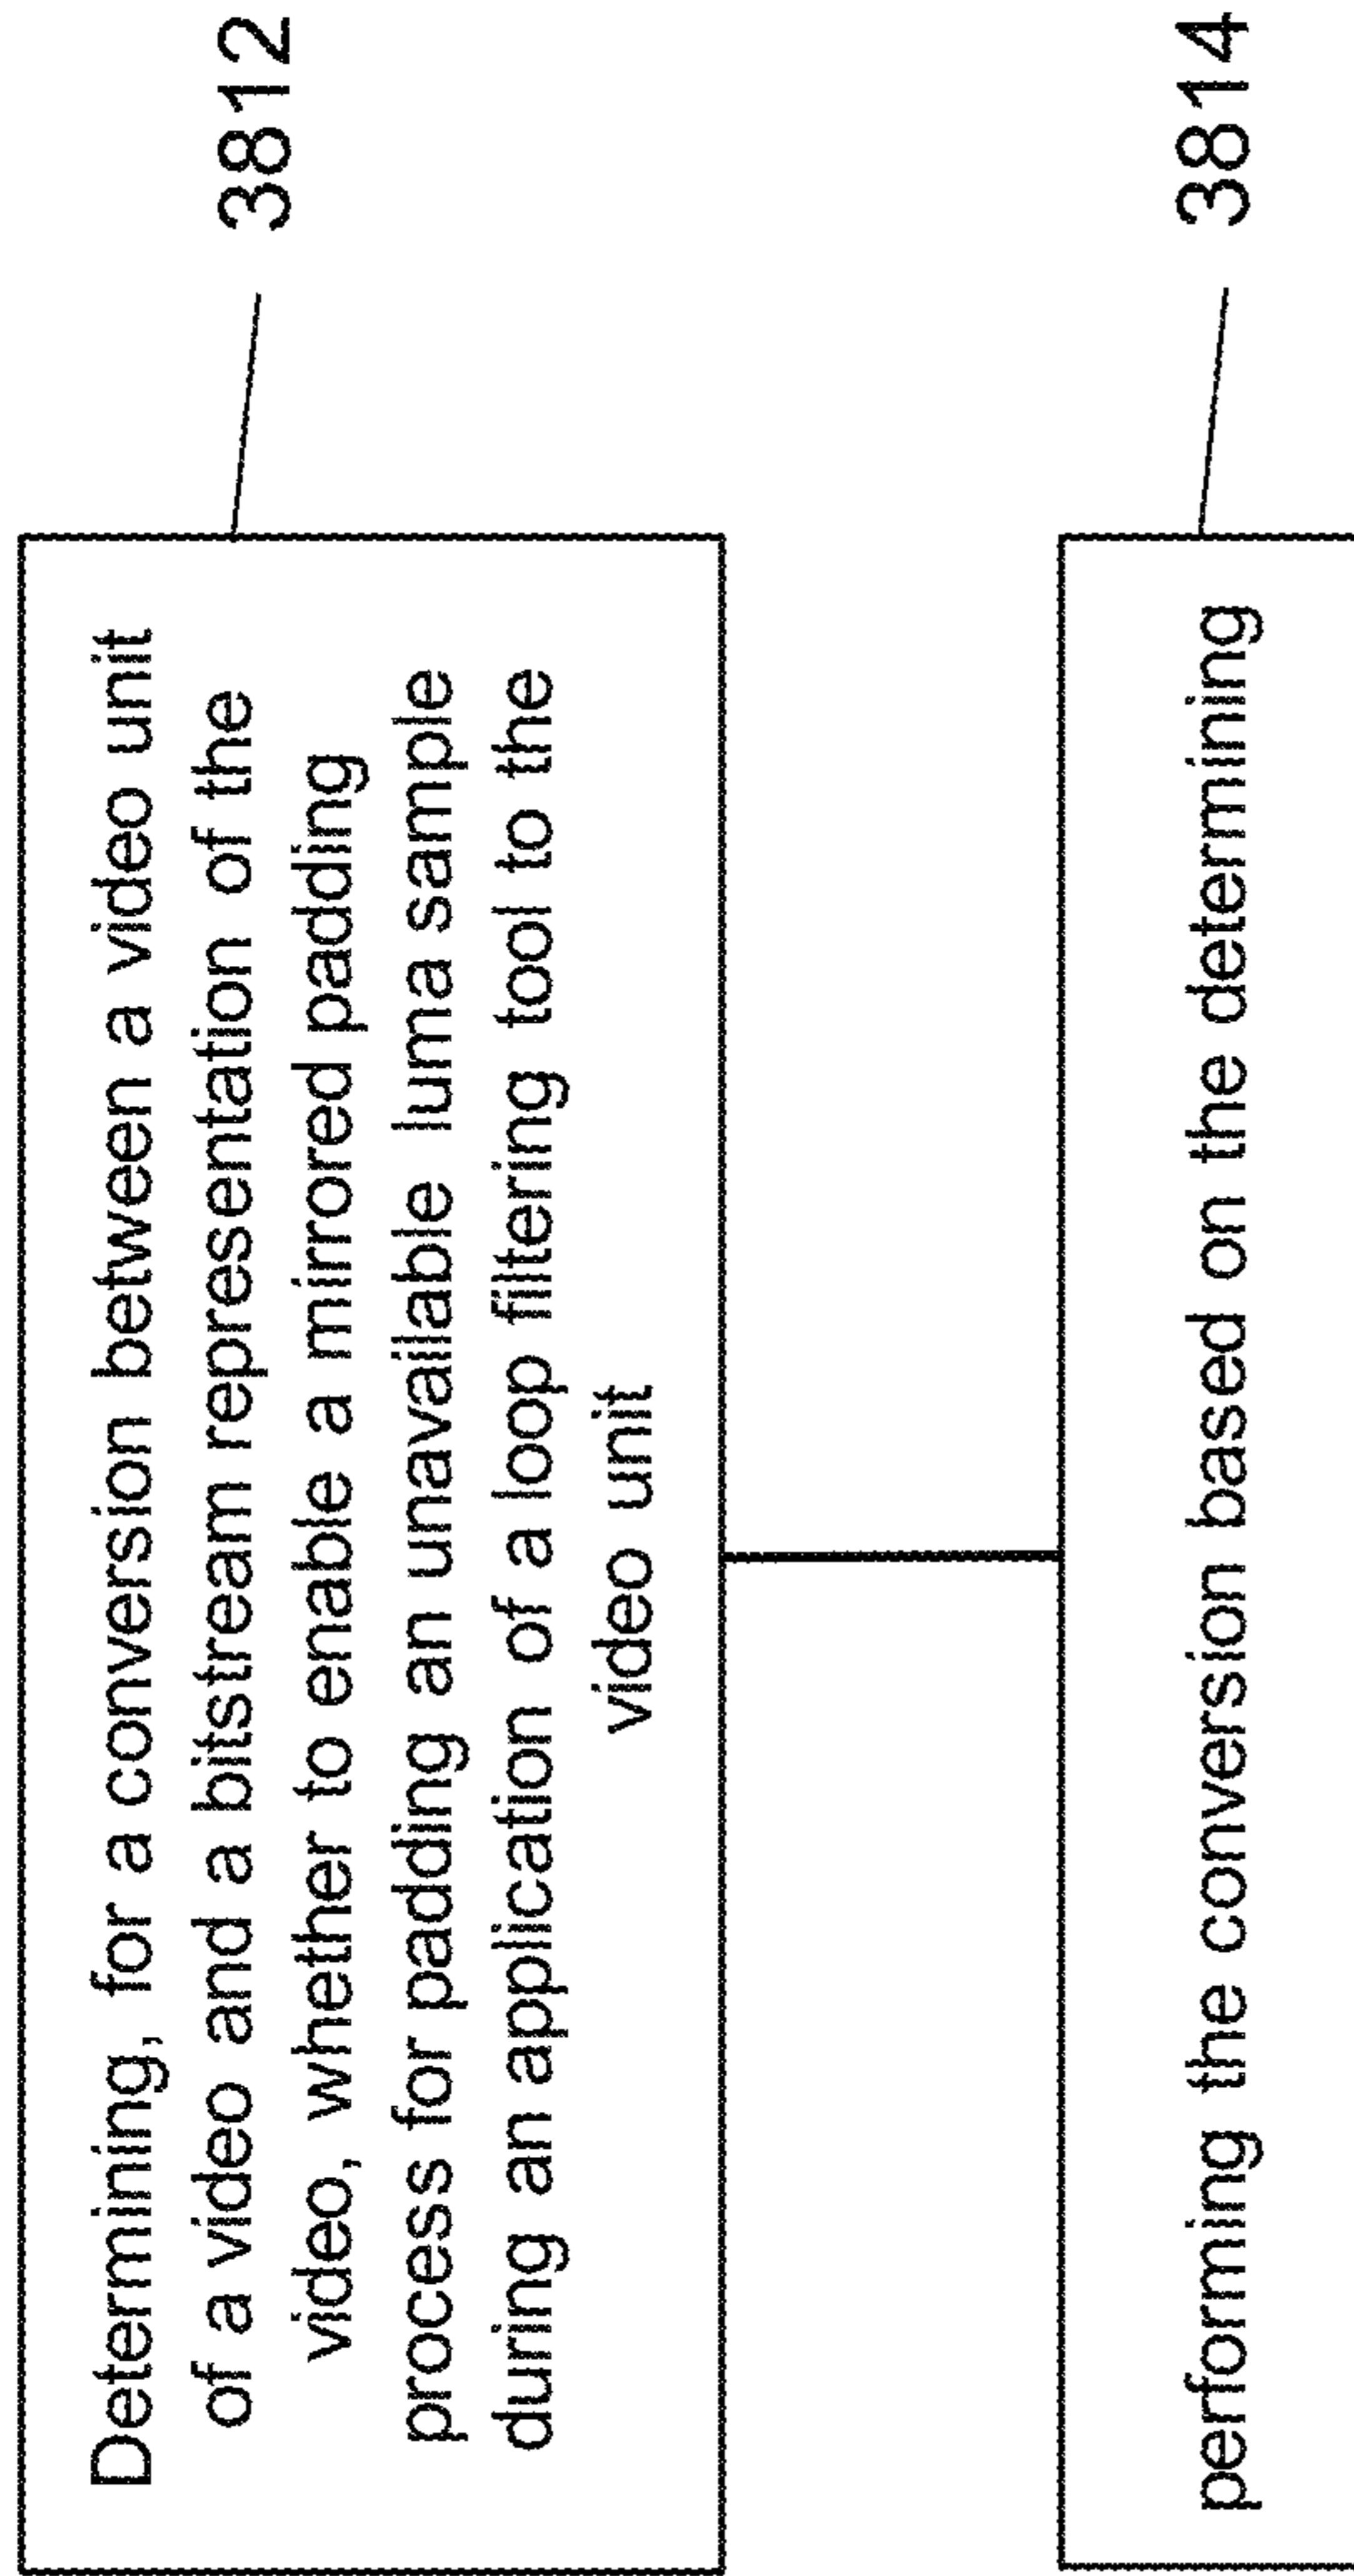 Determining, for a conversion between a video unit
of a video and a bitstream representation of the
video, whether to enable a mirrored padding
process for padding an unavailable luma sample
during an application of a loop filtering tool to the
video unit
3812
performing the conversion based on the determining
3814